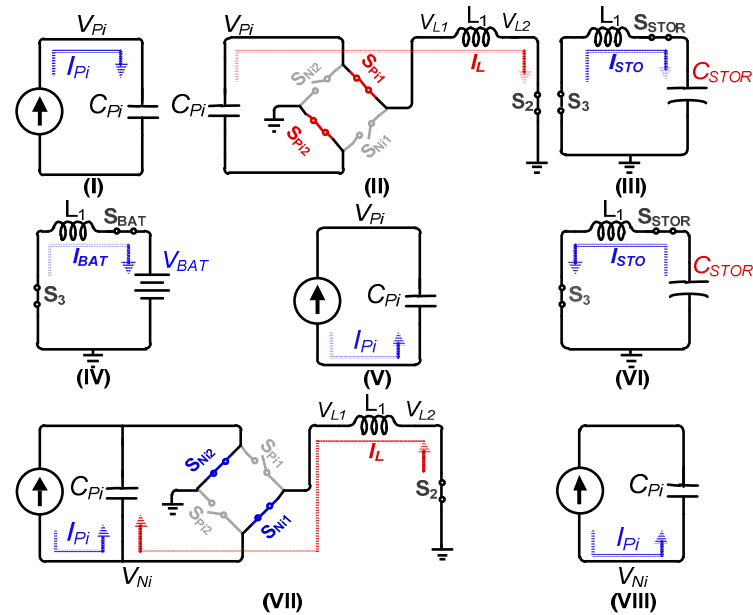 V_Pi
I_Pi
C_Pi
(I)
C_Pi
S_Ni2
S_Pi1
S_Pi2
S_Ni1
V_L1
L_1
V_L2
I_L
S_2
(II)
L_1
S_STOR
I_STO
C_STOR
S_3
(III)
L_1
S_BAT
I_BAT
V_BAT
S_3
(IV)
V_Pi
C_Pi
I_Pi
(V)
L_1
S_STOR
I_STO
C_STOR
S_3
(VI)
C_Pi
I_Pi
V_Ni
S_Ni2
S_Pi1
S_Pi2
S_Ni1
V_L1
L_1
V_L2
I_L
S_2
(VII)
C_Pi
I_Pi
V_Ni
(VIII)